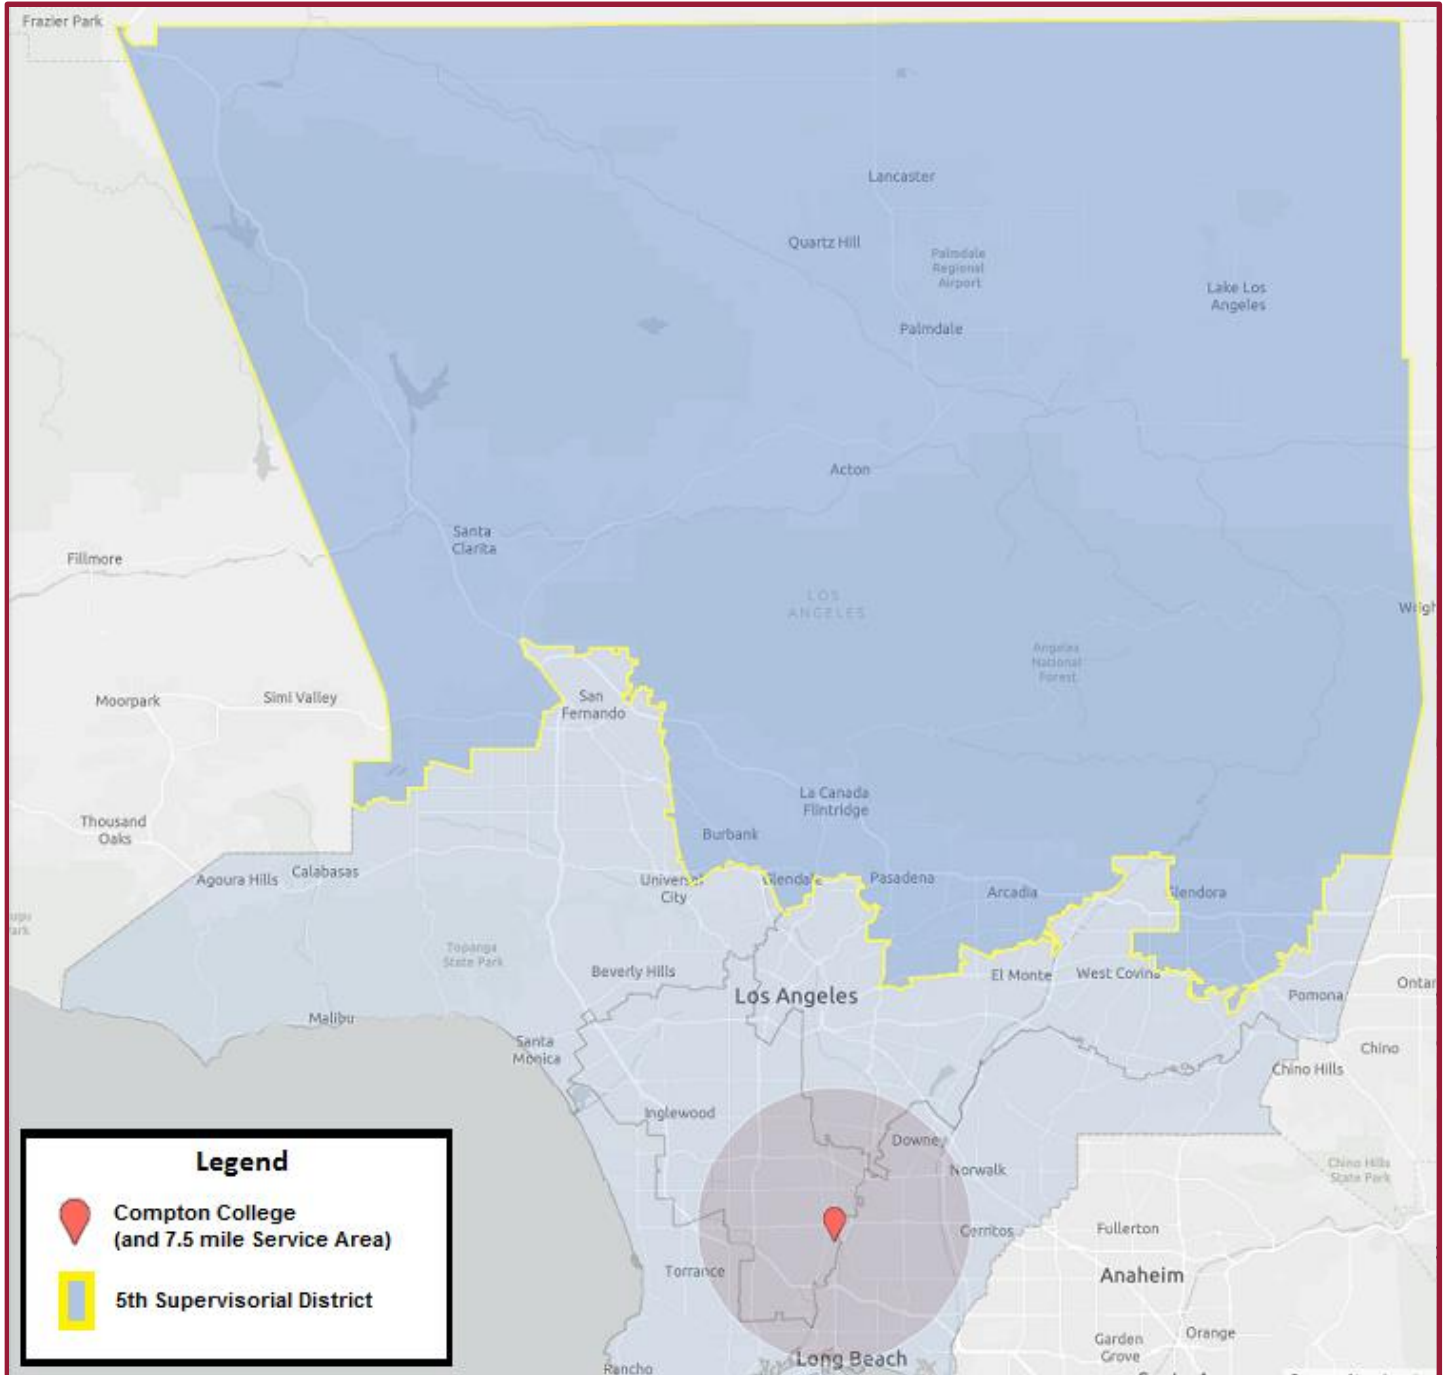 Frazier Park
Lancaster
Quartz Hill
Palmdale
Regional
Airport
Lake Los
Angeles
Palmdale
Acton
Santa
Clarita
Fillmore
LOS
ANGELES
Angeles
National
Forest
Moorpark
Simi Valley
San
Fernando
La Canada
Flintridge
Thousand
Oaks
Burbank
Agoura Hills
Calabasas
Universal
City
Glendale
Pasadena
Arcadia
Glendora
Topanga
State Park
Beverly Hills
El Monte
West Covina
Los Angeles
Pomona
Malibu
Santa
Monica
Chino
Chino Hills
Inglewood
Downey
Norwalk
Chino Hills
State Park
Cerritos
Fullerton
Torrance
Anaheim
Garden
Grove
Orange
Long Beach
Rancho
Legend
Compton College
(and 7.5 mile Service Area)
5th Supervisorial District